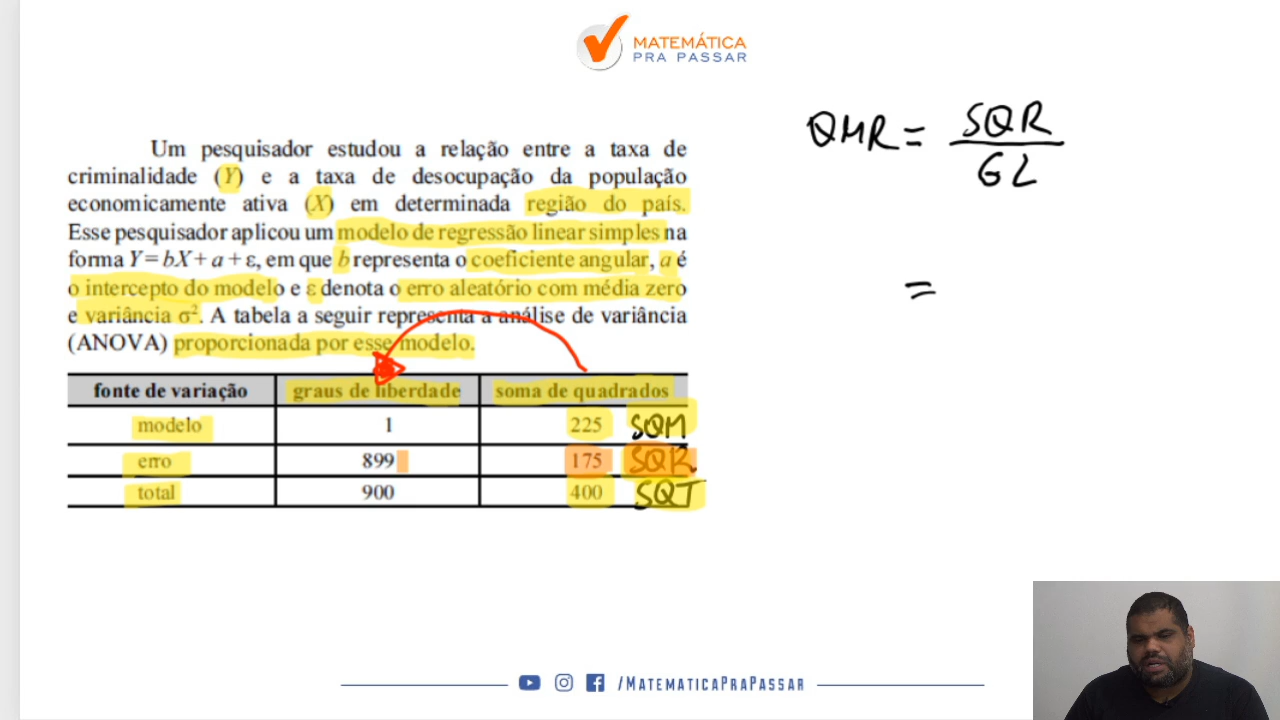 MATEMÁTICA
PRA PASSAR
Um pesquisador estudou a relação entre a taxa de
criminalidade (Y) e a taxa de desocupação da população
economicamente ativa (X) em determinada região do país.
Esse pesquisador aplicou um modelo de regressão linear simples na
forma Y=bX+a+ε, em que b representa o coeficiente angular, a é
o intercepto do modelo e ε denota o erro aleatório com média zero
e variância σ². A tabela a seguir representa a análise de variância
(ANOVA) proporcionada por esse modelo.
fonte de variação graus de liberdade soma de quadrados
modelo 1 225 SQM
erro 899 175 SQR
total 900 400 SQT
QMR = SQR
GL
=
/MATEMATICAPRAPASSAR